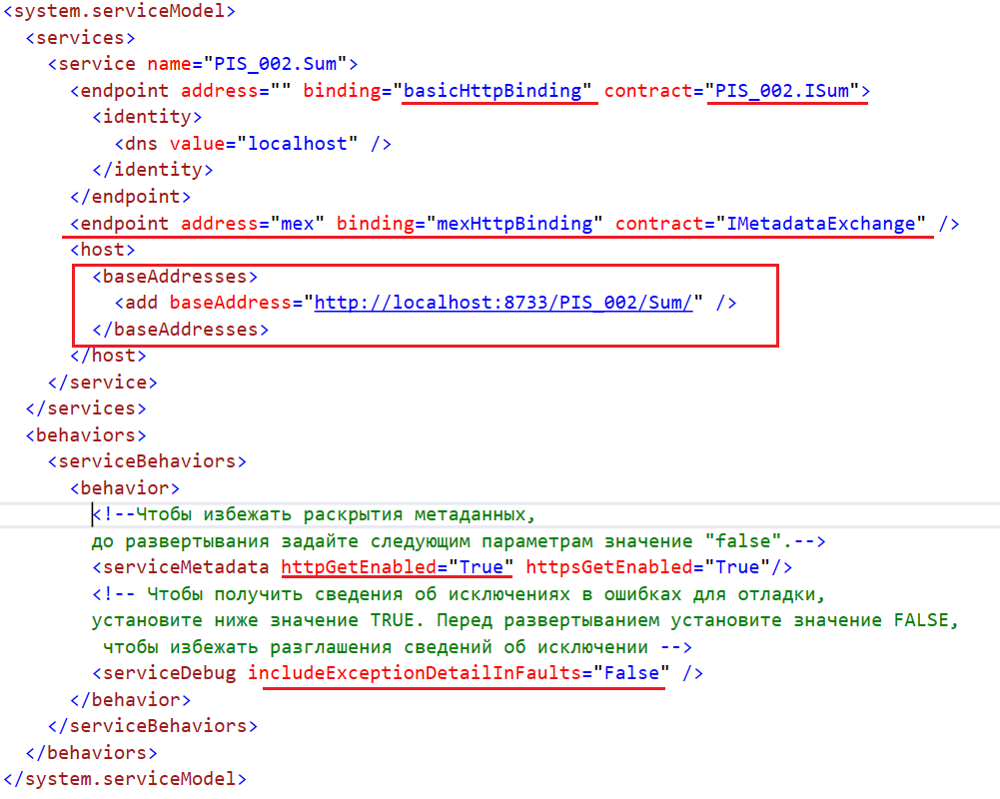 <system.serviceModel>
<services>
<service name="PIS_002.Sum">
<endpoint address="" binding="basicHttpBinding" contract="PIS_002.ISum">
<identity>
<dns value="localhost" />
</identity>
</endpoint>
<endpoint address="mex" binding="mexHttpBinding" contract="IMetadataExchange" />
<host>
<baseAddresses>
<add baseAddress="http://localhost:8733/PIS_002/Sum/" />
</baseAddresses>
</host>
</service>
</services>
<behaviors>
<serviceBehaviors>
<behavior>
<!--Чтобы избежать раскрытия метаданных,
до развертывания задайте следующим параметрам значение "false".-->
<serviceMetadata httpGetEnabled="True" httpsGetEnabled="True"/>
<!-- Чтобы получить сведения об исключениях в ошибках для отладки,
установите ниже значение TRUE. Перед развертыванием установите значение FALSE,
чтобы избежать разглашения сведений об исключении -->
<serviceDebug includeExceptionDetailInFaults="False" />
</behavior>
</serviceBehaviors>
</behaviors>
</system.serviceModel>